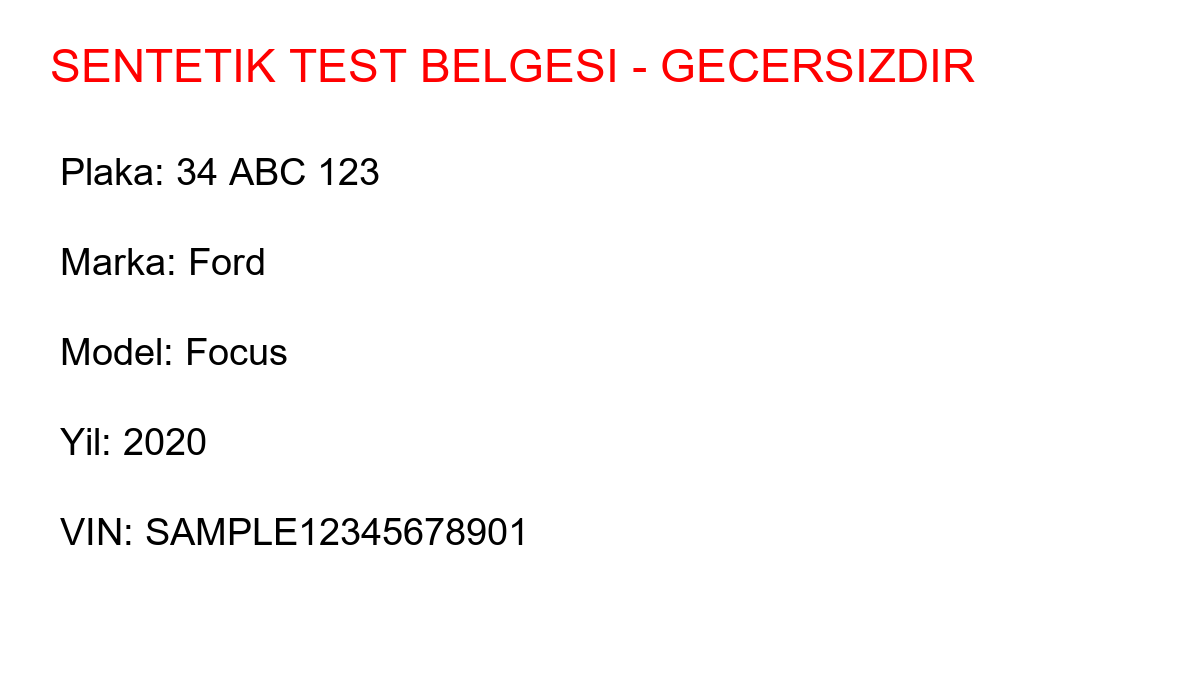 SENTETIK TEST BELGESI - GECERSIZDIR
Plaka: 34 ABC 123
Marka: Ford
Model: Focus
Yil: 2020
VIN: SAMPLE12345678901